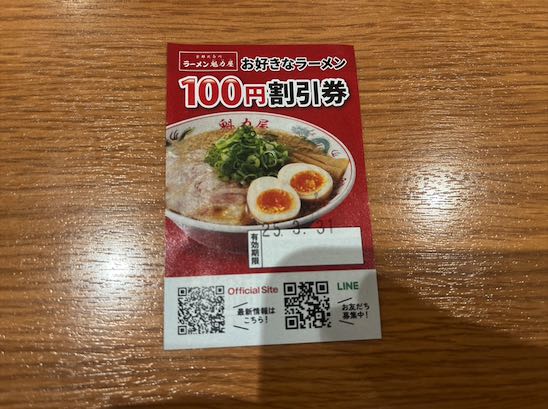 ラーメン 魁力屋
お好きなラーメン
100円割引券
魁力屋
25. 3. 31
有効期限
Official Site
最新情報は
こちら！
LINE
お友だち
募集中！